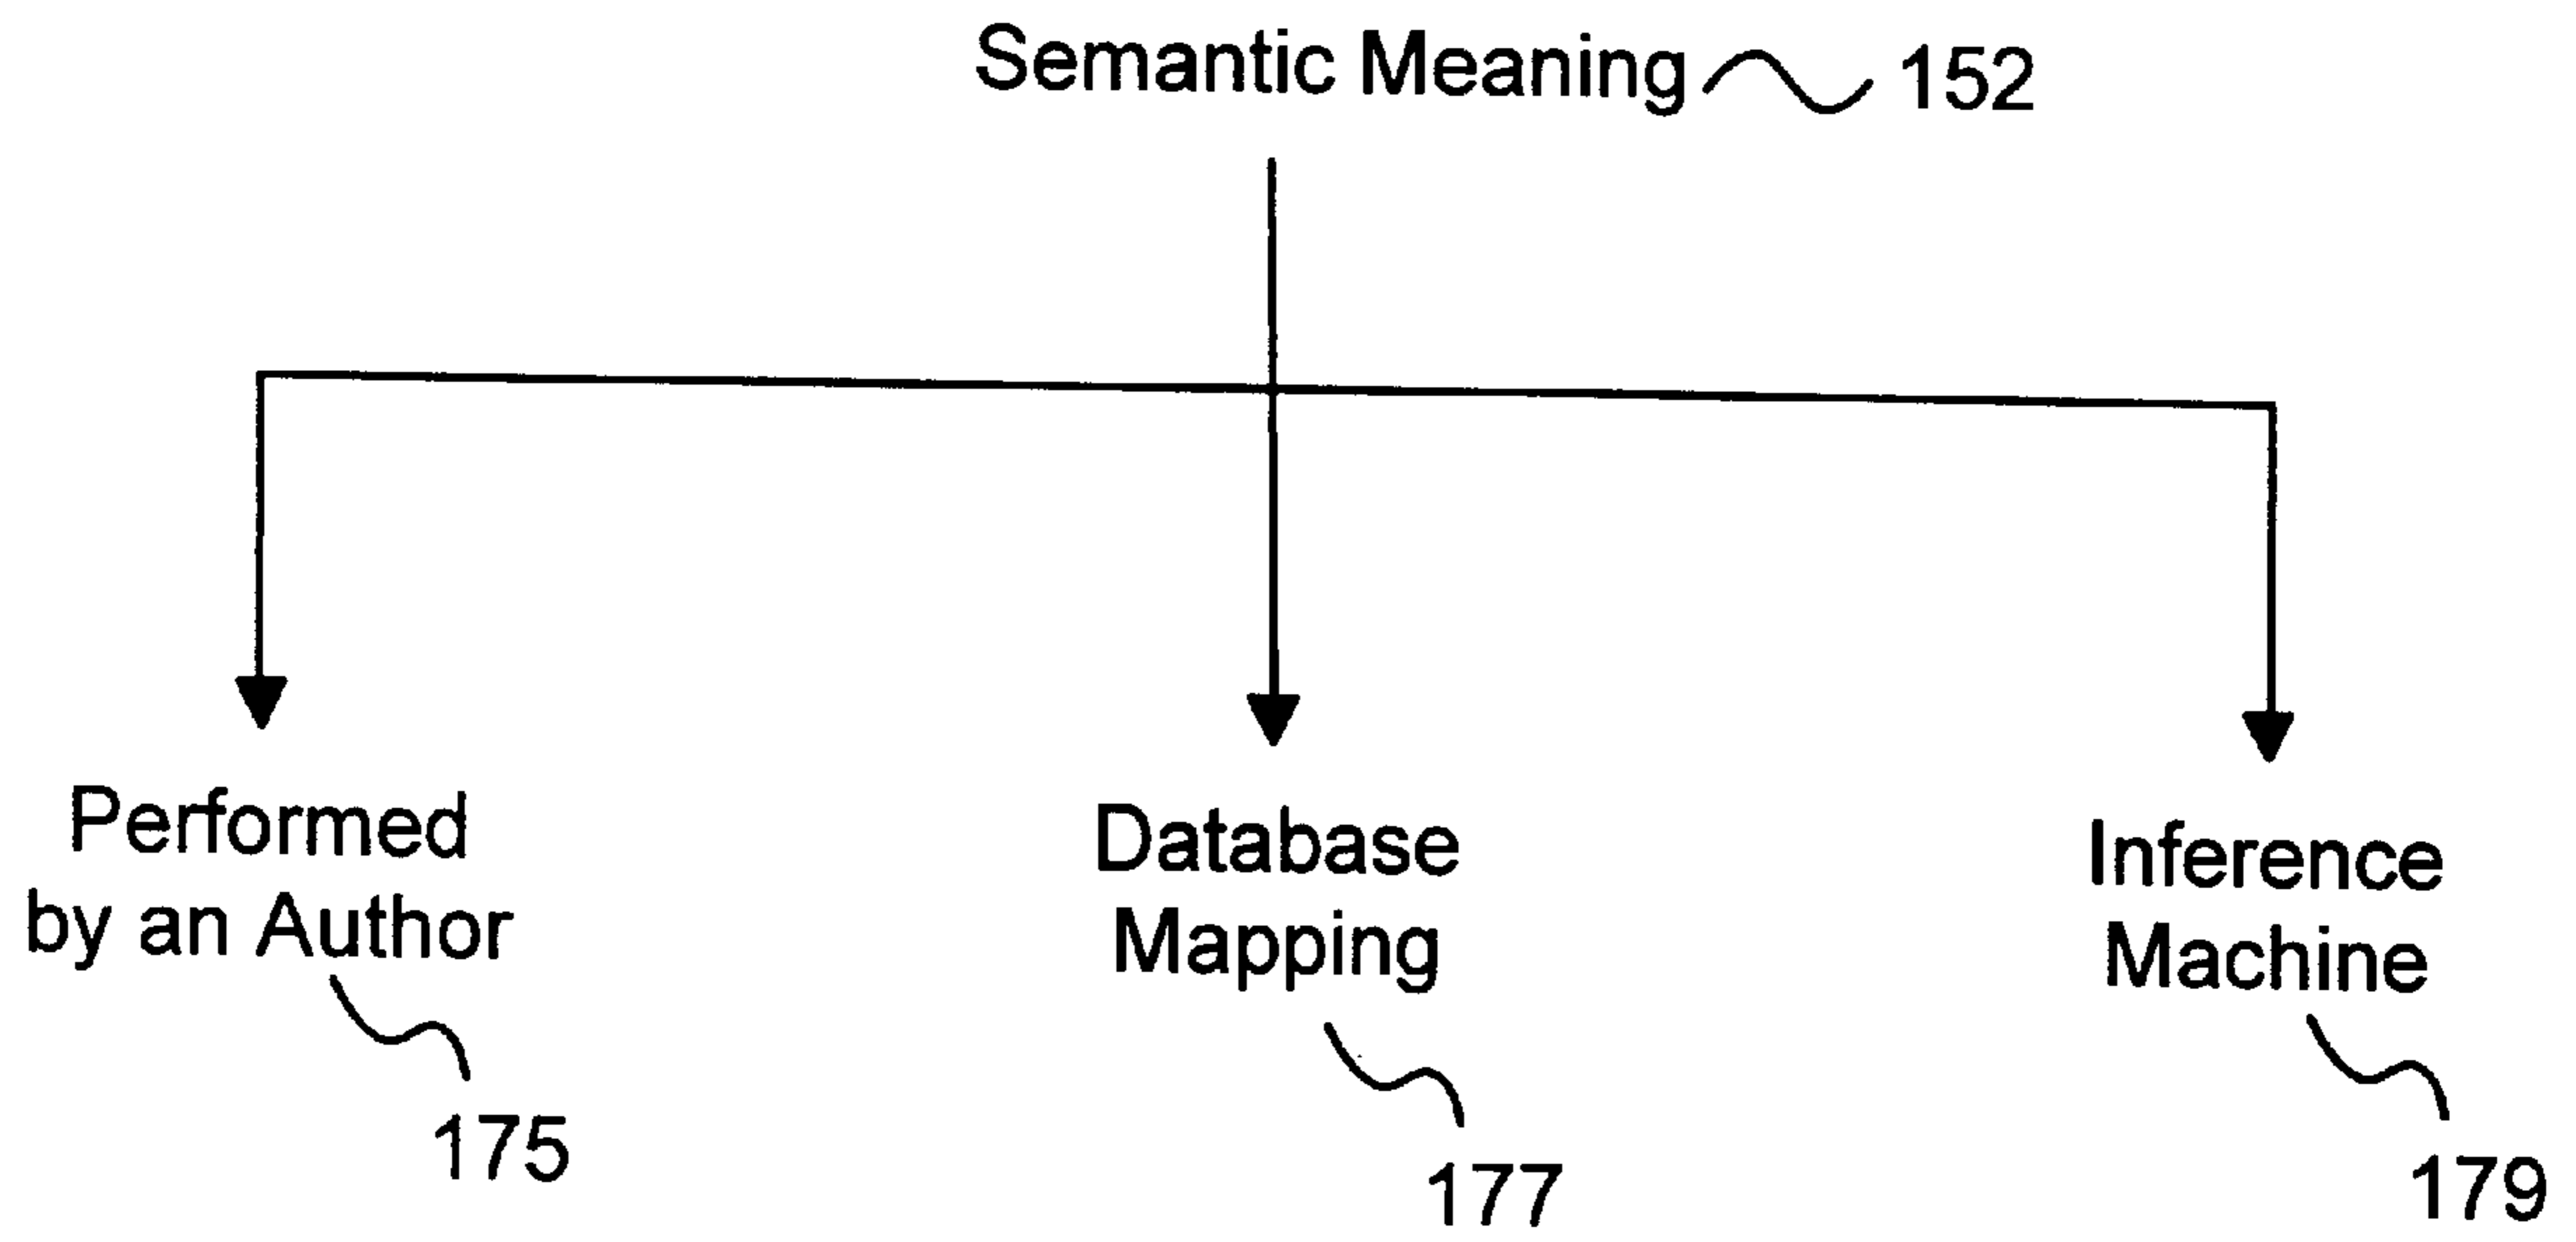 Semantic Meaning 152
Performed
by an Author
175
Database
Mapping
177
Inference
Machine
179